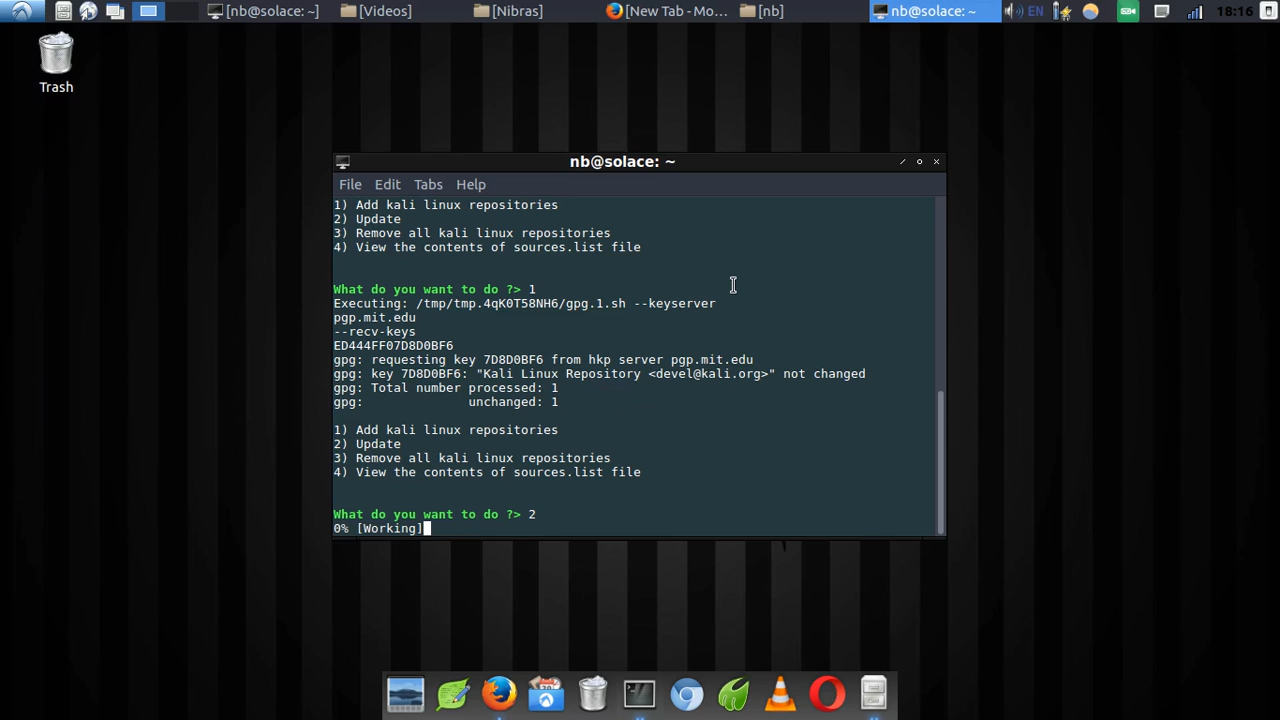 [nb@solace: ~]
[Videos]
[Nibras]
[New Tab - Mo...
[nb]
nb@solace: ~
EN
18:16
Trash
nb@solace: ~
File Edit Tabs Help
1) Add kali linux repositories
2) Update
3) Remove all kali linux repositories
4) View the contents of sources.list file
What do you want to do ?> 1
Executing: /tmp/tmp.4qK0T58NH6/gpg.1.sh --keyserver
pgp.mit.edu
--recv-keys
ED444FF07D8D0BF6
gpg: requesting key 7D8D0BF6 from hkp server pgp.mit.edu
gpg: key 7D8D0BF6: "Kali Linux Repository <devel@kali.org>" not changed
gpg: Total number processed: 1
gpg:              unchanged: 1
1) Add kali linux repositories
2) Update
3) Remove all kali linux repositories
4) View the contents of sources.list file
What do you want to do ?> 2
0% [Working]